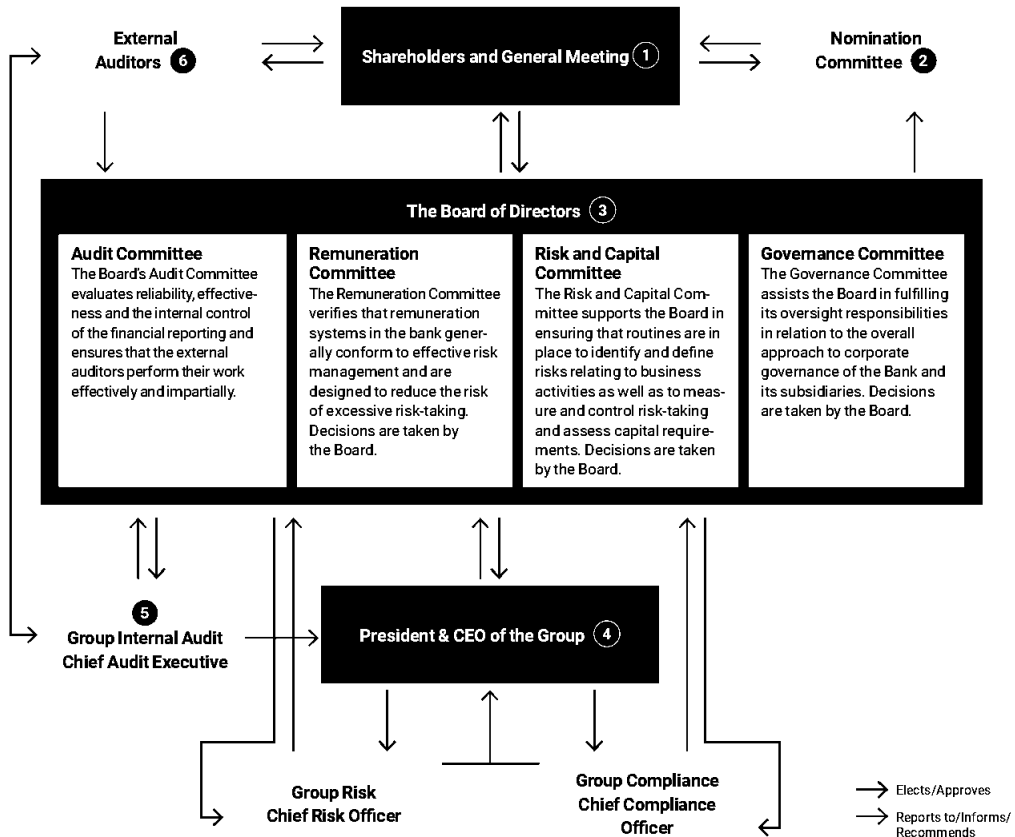 External
Auditors 6
Shareholders and General Meeting 1
Nomination
Committee 2
The Board of Directors 3
Audit Committee
The Board's Audit Committee
evaluates reliability, effective-
ness and the internal control
of the financial reporting and
ensures that the external
auditors perform their work
effectively and impartially.
Remuneration
Committee
The Remuneration Committee
verifies that remuneration
systems in the bank gener-
ally conform to effective risk
management and are
designed to reduce the risk
of excessive risk-taking.
Decisions are taken by
the Board.
Risk and Capital
Committee
The Risk and Capital Com-
mittee supports the Board in
ensuring that routines are in
place to identify and define
risks relating to business
activities as well as to meas-
ure and control risk-taking
and assess capital require-
ments. Decisions are taken
by the Board.
Governance Committee
The Governance Committee
assists the Board in fulfilling
its oversight responsibilities
in relation to the overall
approach to corporate
governance of the Bank and
its subsidiaries. Decisions
are taken by the Board.
5
Group Internal Audit
Chief Audit Executive
President & CEO of the Group 4
Group Risk
Chief Risk Officer
Group Compliance
Chief Compliance
Officer
Elects/Approves
Reports to/Informs/
Recommends